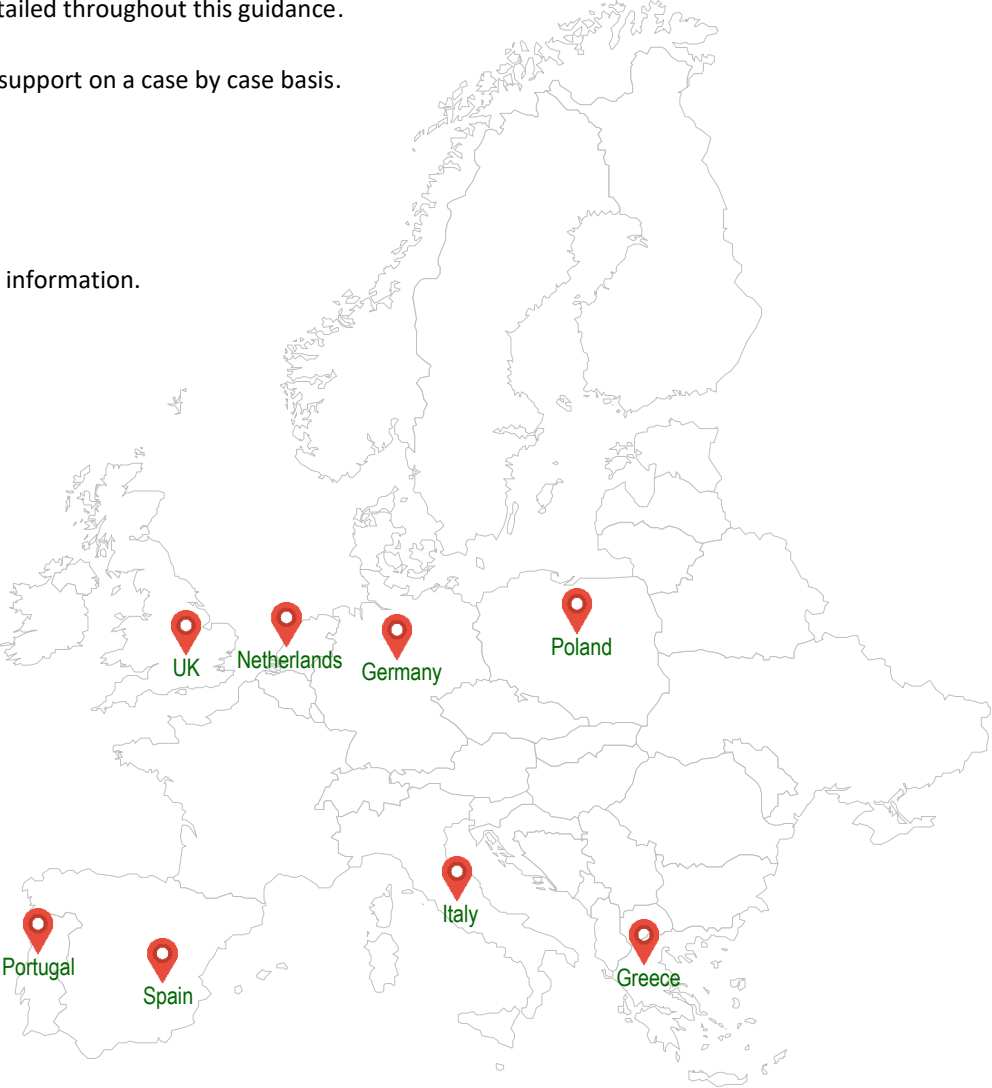 tailed throughout this guidance.
support on a case by case basis.
information.
UK
Netherlands
Germany
Poland
Italy
Portugal
Spain
Greece